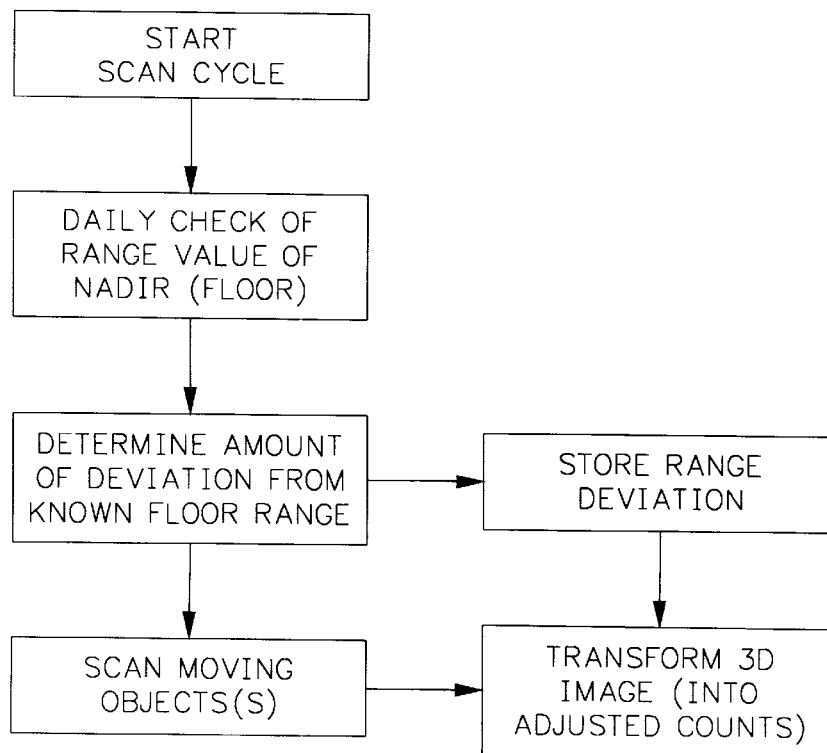 START
SCAN CYCLE
DAILY CHECK OF
RANGE VALUE OF
NADIR (FLOOR)
DETERMINE AMOUNT
OF DEVIATION FROM
KNOWN FLOOR RANGE
STORE RANGE
DEVIATION
SCAN MOVING
OBJECTS(S)
TRANSFORM 3D
IMAGE (INTO
ADJUSTED COUNTS)